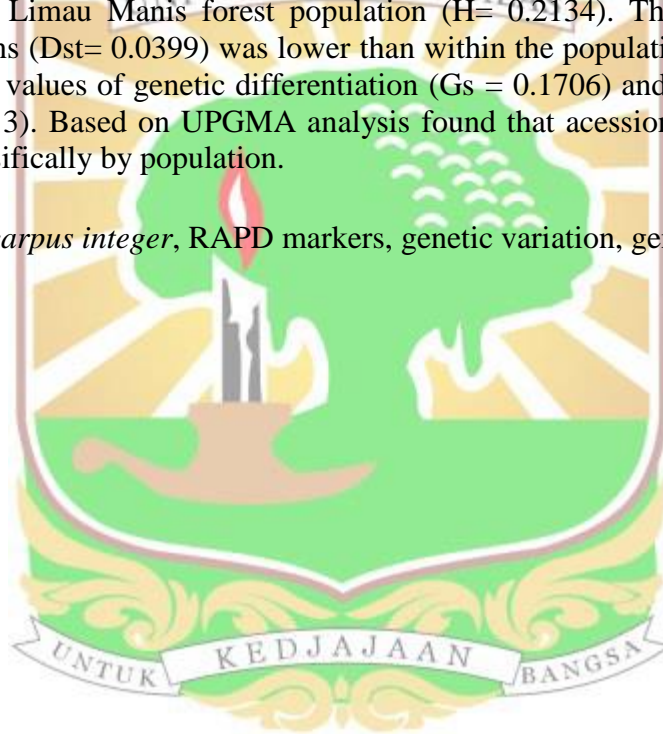 Limau Manis forest population (H= 0.2134). Th
ns (Dst= 0.0399) was lower than within the populati
values of genetic differentiation (Gs = 0.1706) and
3). Based on UPGMA analysis found that acession
sifically by population.
arpus integer, RAPD markers, genetic variation, ge
UNTUK KEDJAJAAN BANGSA